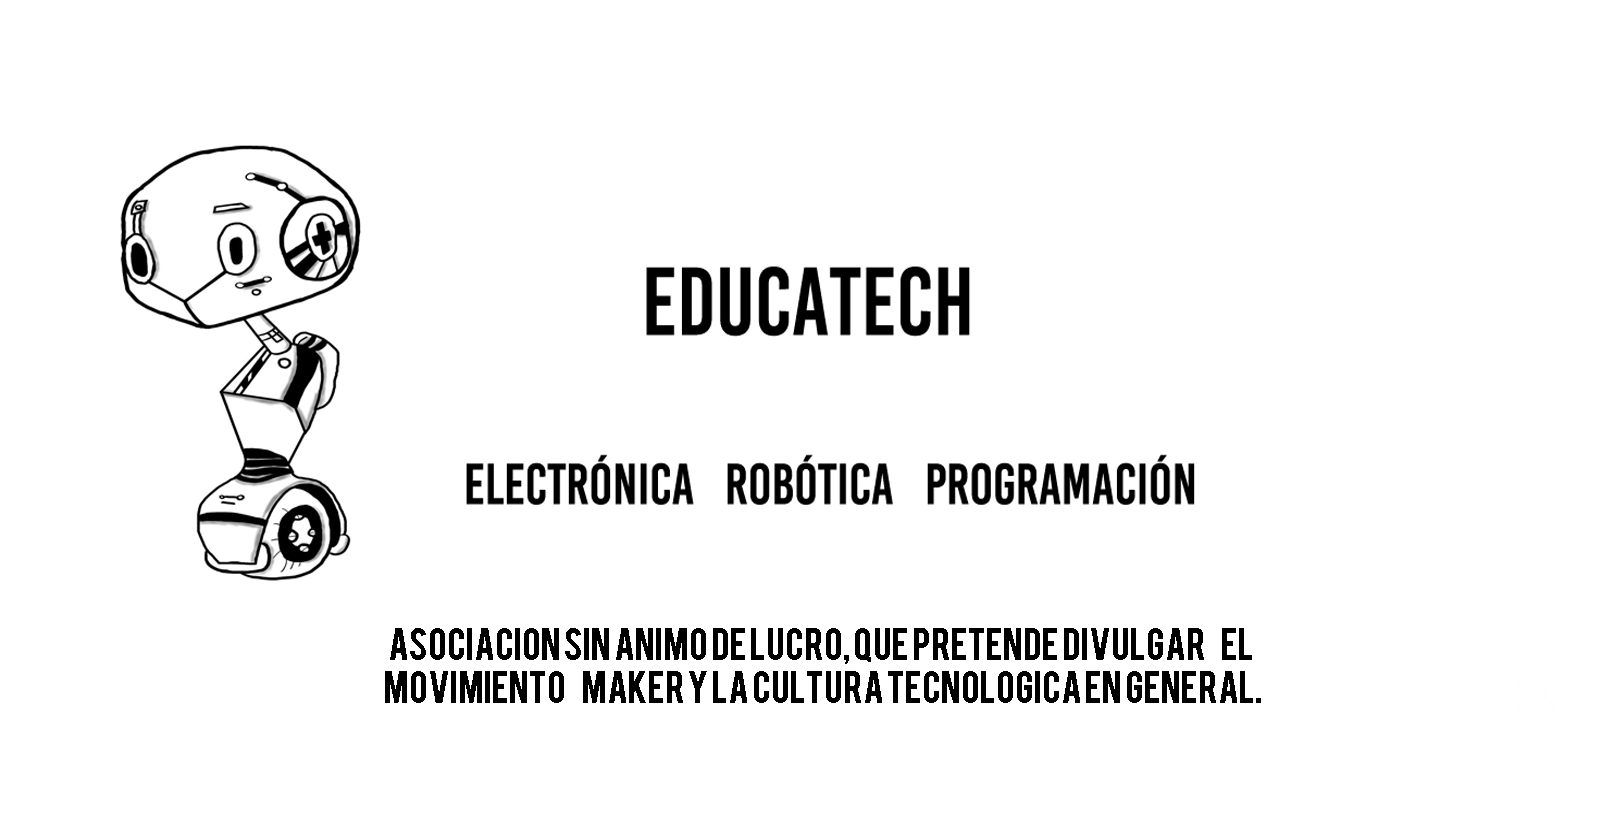 EDUCATECH
ELECTRÓNICA ROBÓTICA PROGRAMACIÓN
ASOCIACION SIN ANIMO DE LUCRO, QUE PRETENDE DIVULGAR EL
MOVIMIENTO MAKER Y LA CULTURA TECNOLOGICA EN GENERAL.